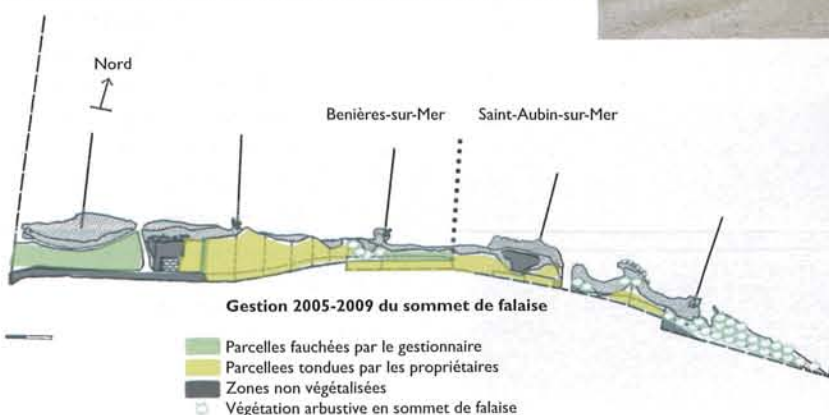 Nord
Benières-sur-Mer
Saint-Aubin-sur-Mer
Gestion 2005-2009 du sommet de falaise
Parcelles fauchées par le gestionnaire
Parcellees tondues par les propriétaires
Zones non végétalisées
Végétation arbustive en sommet de falaise